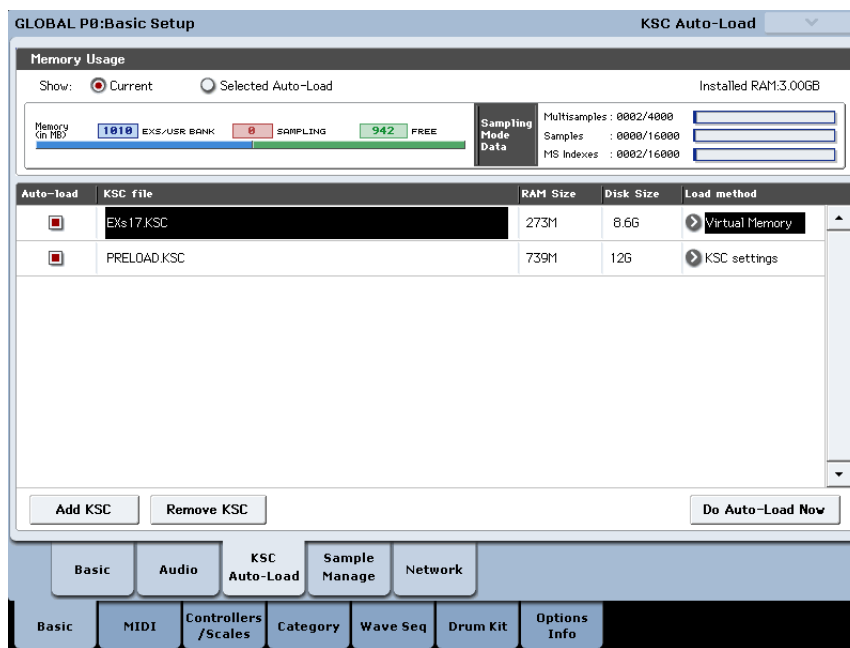 GLOBAL P0:Basic Setup KSC Auto-Load
Memory Usage
Show: Current Selected Auto-Load Installed RAM:3.00GB
Memory
(in MB)
1010 EXS/USR BANK 0 SAMPLING 942 FREE
Sampling
Mode
Data
Multisamples : 0002/4000
Samples : 0000/16000
MS Indexes : 0002/16000
Auto-load KSC file RAM Size Disk Size Load method
EXs17.KSC 273M 8.6G Virtual Memory
PRELOAD.KSC 739M 12G KSC settings
Add KSC Remove KSC Do Auto-Load Now
Basic Audio KSC
Auto-Load Sample
Manage Network
Basic MIDI Controllers
/Scales Category Wave Seq Drum Kit Options
Info